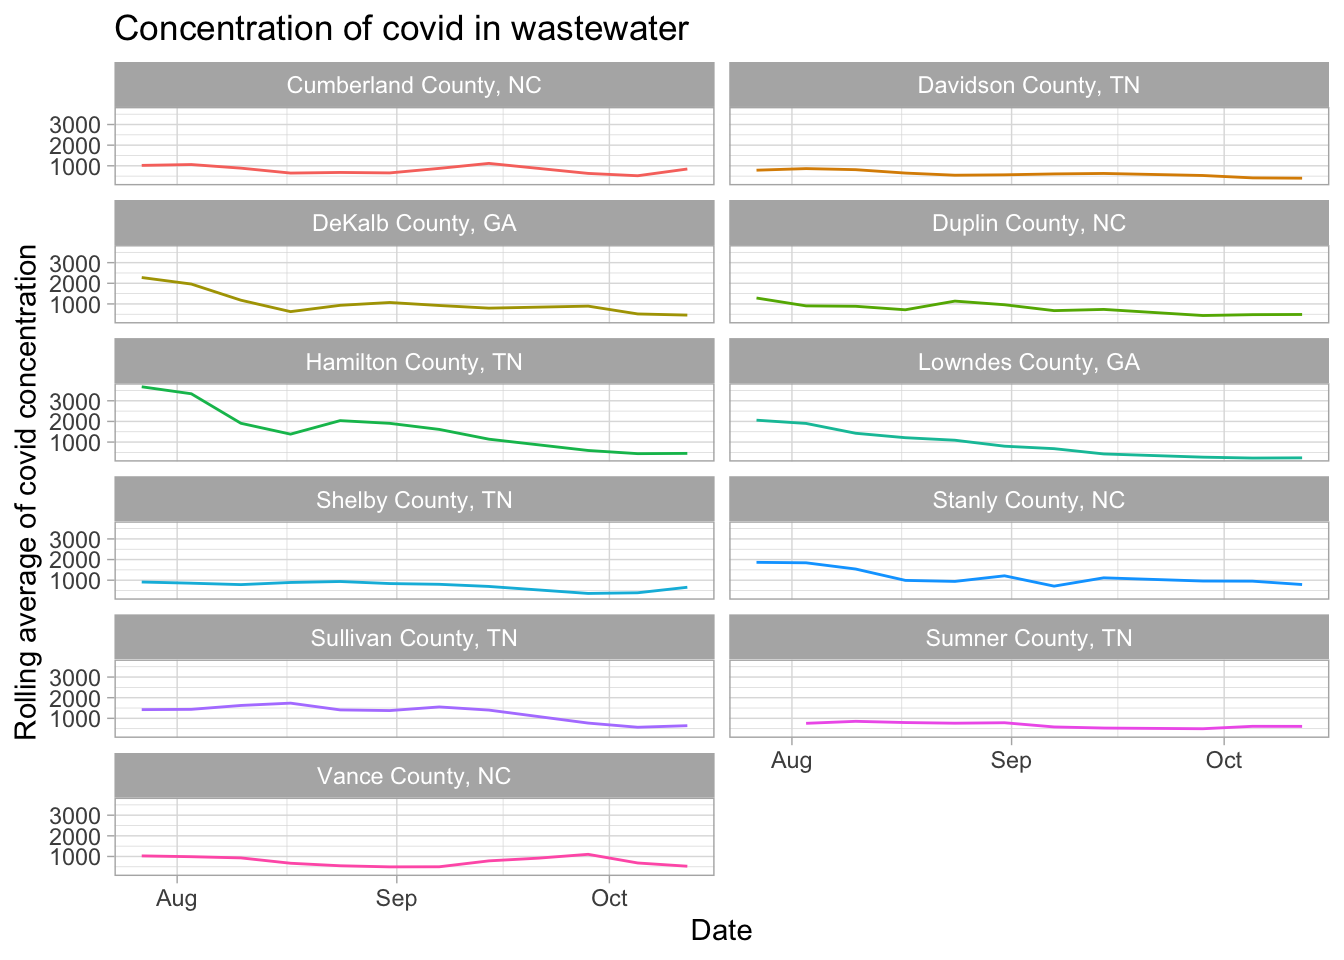 Concentration of covid in wastewater
Rolling average of covid concentration
Cumberland County, NC
3000
2000
1000
Davidson County, TN
DeKalb County, GA
3000
2000
1000
Duplin County, NC
Hamilton County, TN
3000
2000
1000
Lowndes County, GA
Shelby County, TN
3000
2000
1000
Stanly County, NC
Sullivan County, TN
3000
2000
1000
Sumner County, TN
Aug Sep Oct
Vance County, NC
3000
2000
1000
Aug Sep Oct
Date